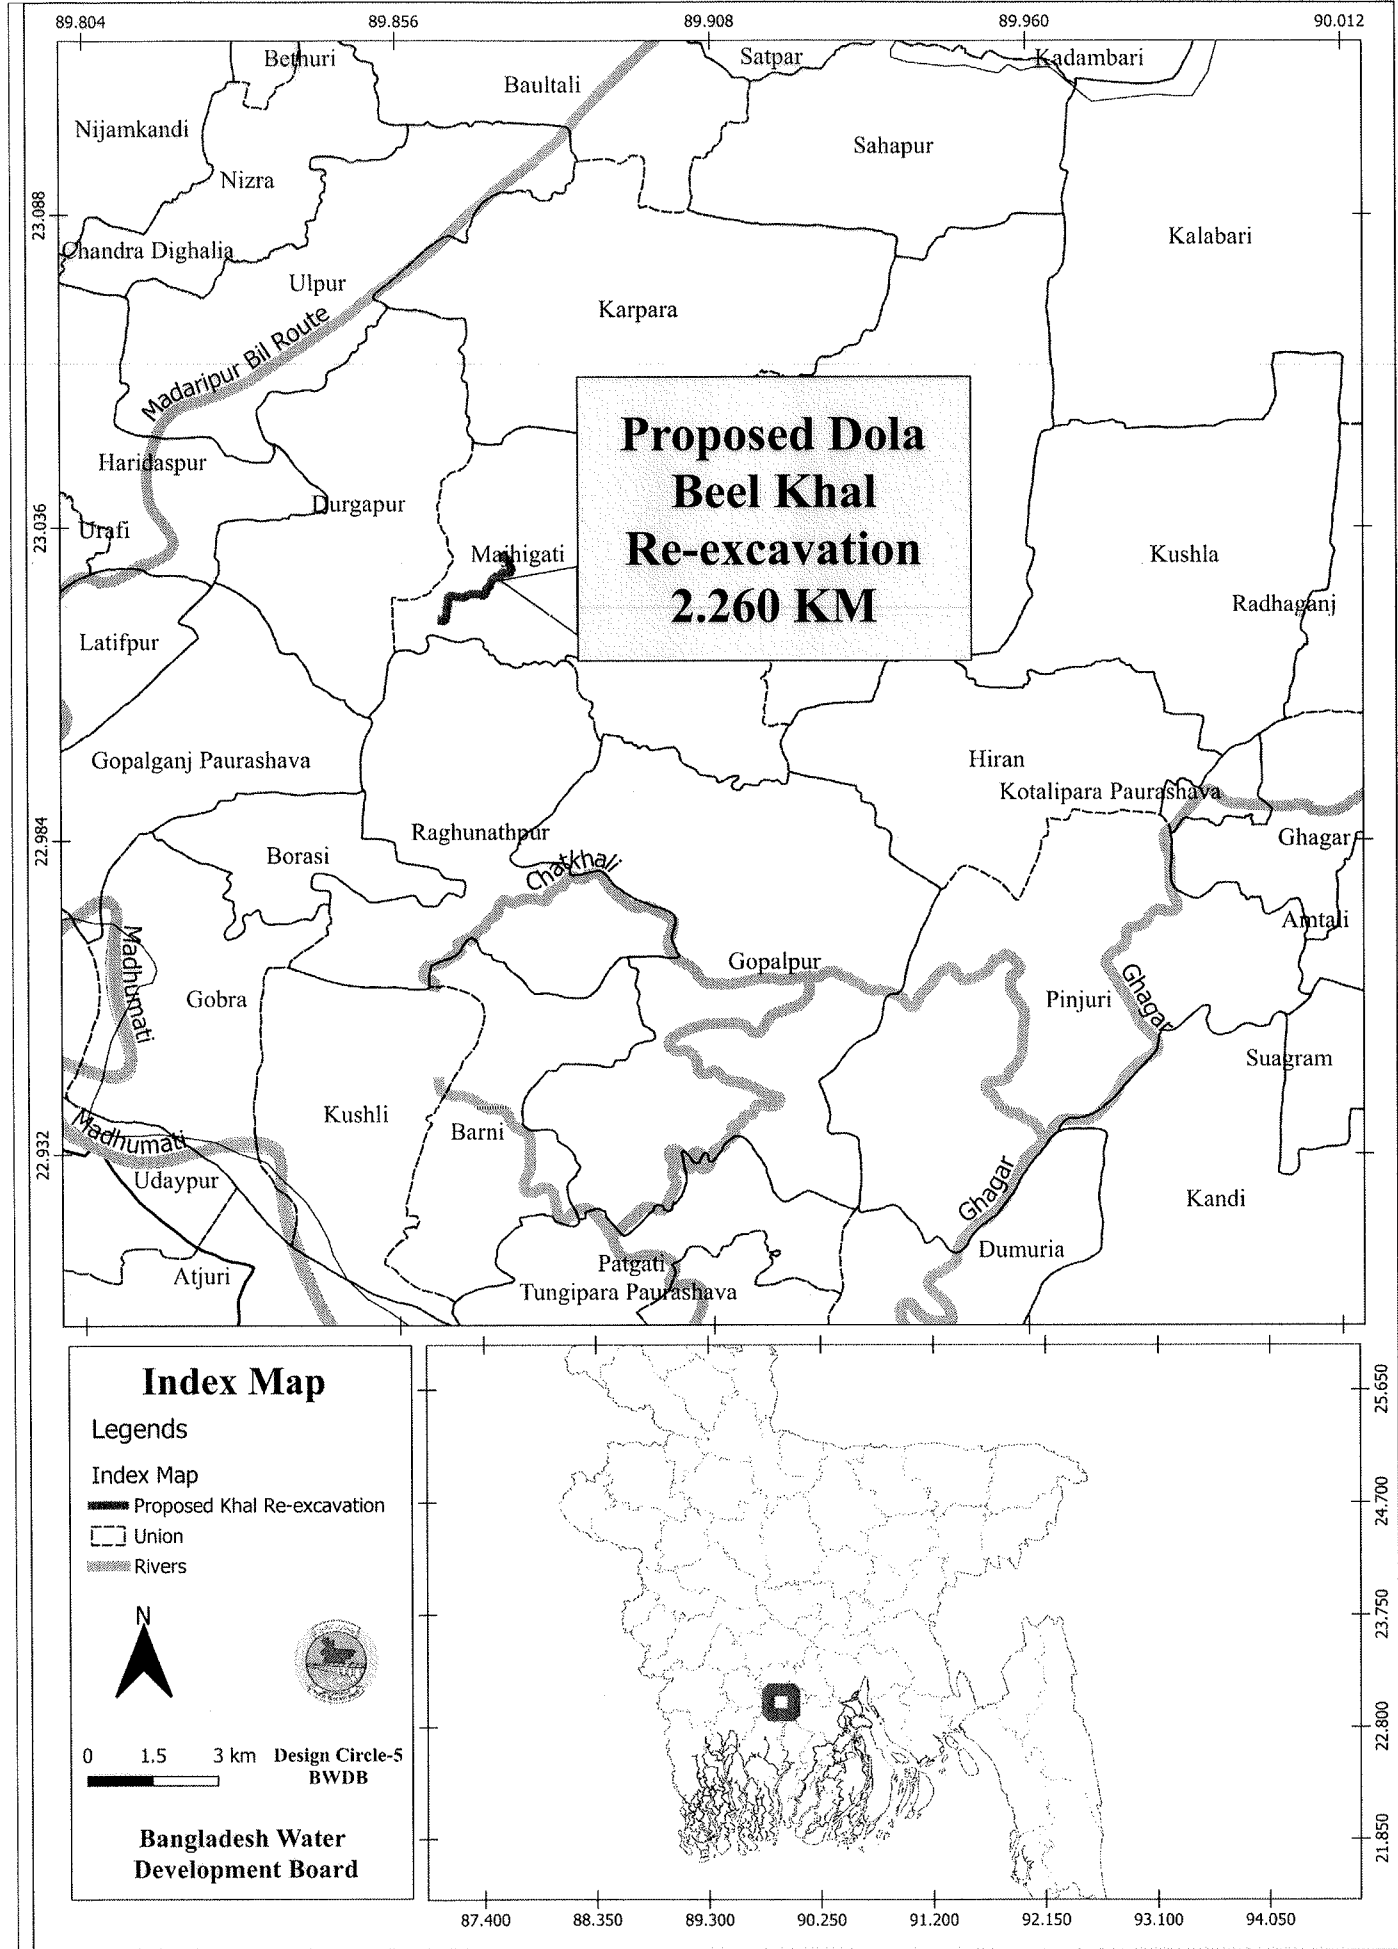 89.804 89.856 89.908 89.960 90.012
Bethuri
Satpar
Kadambari
Baultali
Nijamkandi
Sahapur
Nizra
23.088
Kalabari
Chandra Dighalia
Ulpur
Karpara
Madaripur Bil Route
Proposed Dola
Beel Khal
Re-excavation
2.260 KM
Haridaspur
Durgapur
23.036
Urafi
Majhigati
Kushla
Radhaganj
Latifpur
Gopalganj Paurashava
Hiran
Kotalipara Paurashava
22.984
Raghunathpur
Ghagar
Borasi
Chatkhali
Amtali
Madhumati
Gopalpur
Gobra
Pinjuri
Ghagar
Suagram
Kushli
Barni
Madhumati
22.932
Udaypur
Ghagar
Kandi
Dumuria
Atjuri
Patgati
Tungipara Paurashava
Index Map
Legends
Index Map
Proposed Khal Re-excavation
Union
Rivers
N
0 1.5 3 km
Design Circle-5
BWDB
Bangladesh Water
Development Board
25.650
24.700
23.750
22.800
21.850
87.400 88.350 89.300 90.250 91.200 92.150 93.100 94.050